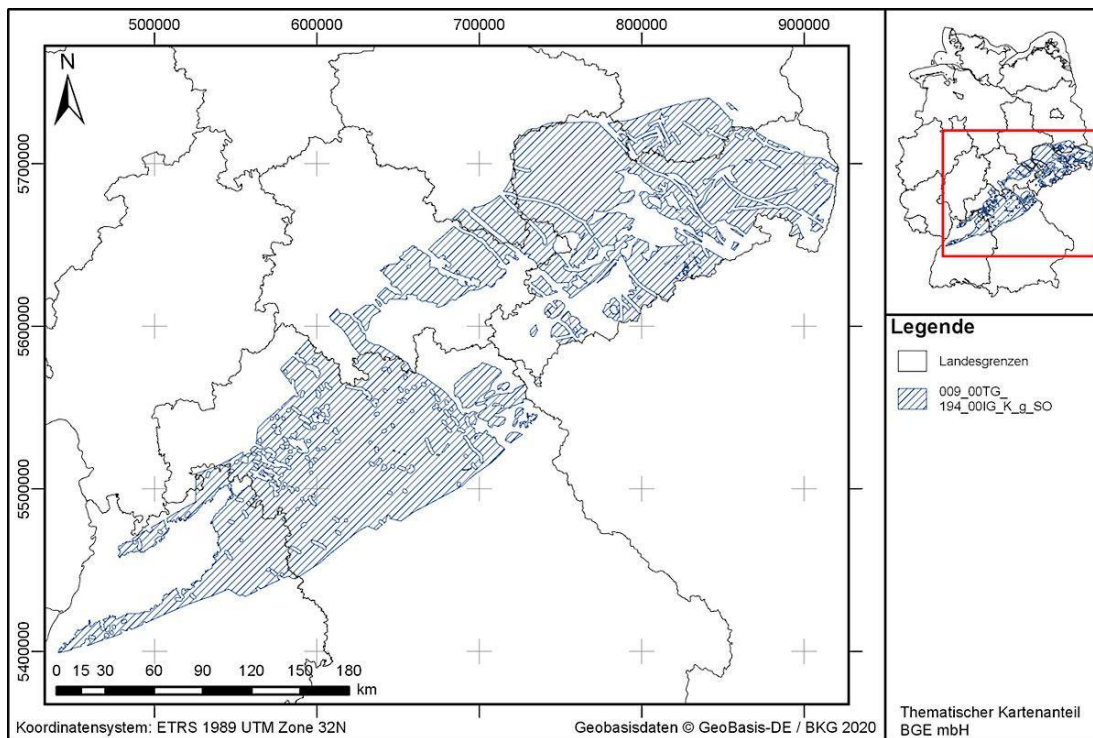 500000 600000 700000 800000 900000
N
5700000
5600000
5500000
5400000
0 15 30 60 90 120 150 180
km
Koordinatensystem: ETRS 1989 UTM Zone 32N
Geobasisdaten © GeoBasis-DE / BKG 2020
Legende
Landesgrenzen
009_00TG_
194_00IG_K_g_SO
Thematischer Kartenanteil
BGE mbH